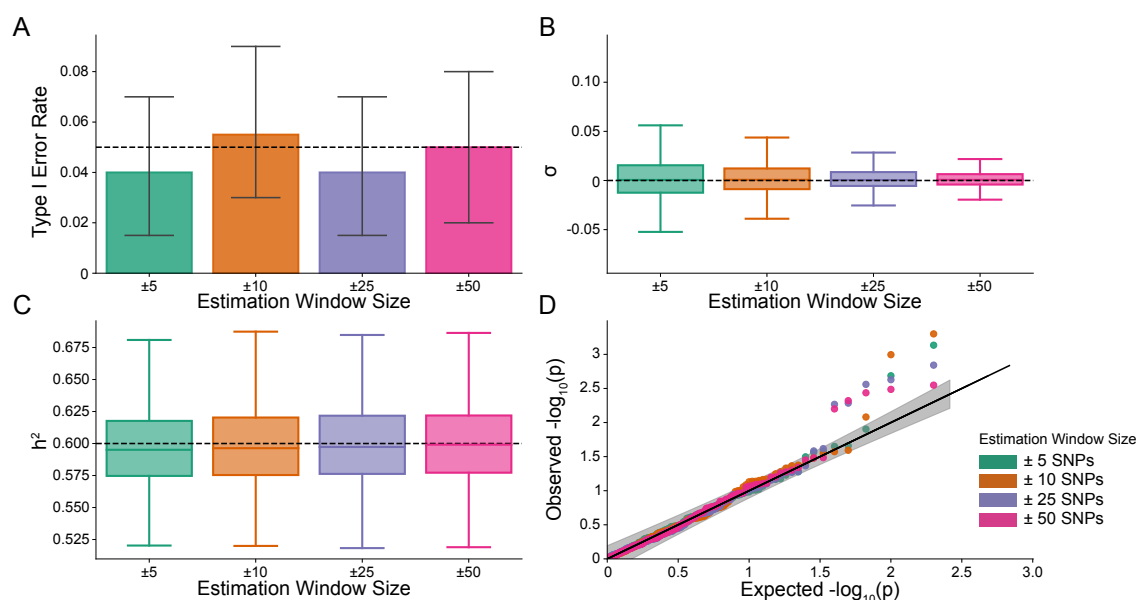 A
Type I Error Rate
0.08
0.06
0.04
0.02
0
±5
±10
±25
±50
Estimation Window Size
B
σ
0.10
0.05
0
-0.05
±5
±10
±25
±50
Estimation Window Size
C
h²
0.675
0.650
0.625
0.600
0.575
0.550
0.525
±5
±10
±25
±50
Estimation Window Size
D
Observed -log₁₀(p)
3
2.5
2
1.5
1
0.5
0
0
0.5
1
1.5
2
2.5
3.0
Expected -log₁₀(p)
Estimation Window Size
± 5 SNPs
± 10 SNPs
± 25 SNPs
± 50 SNPs